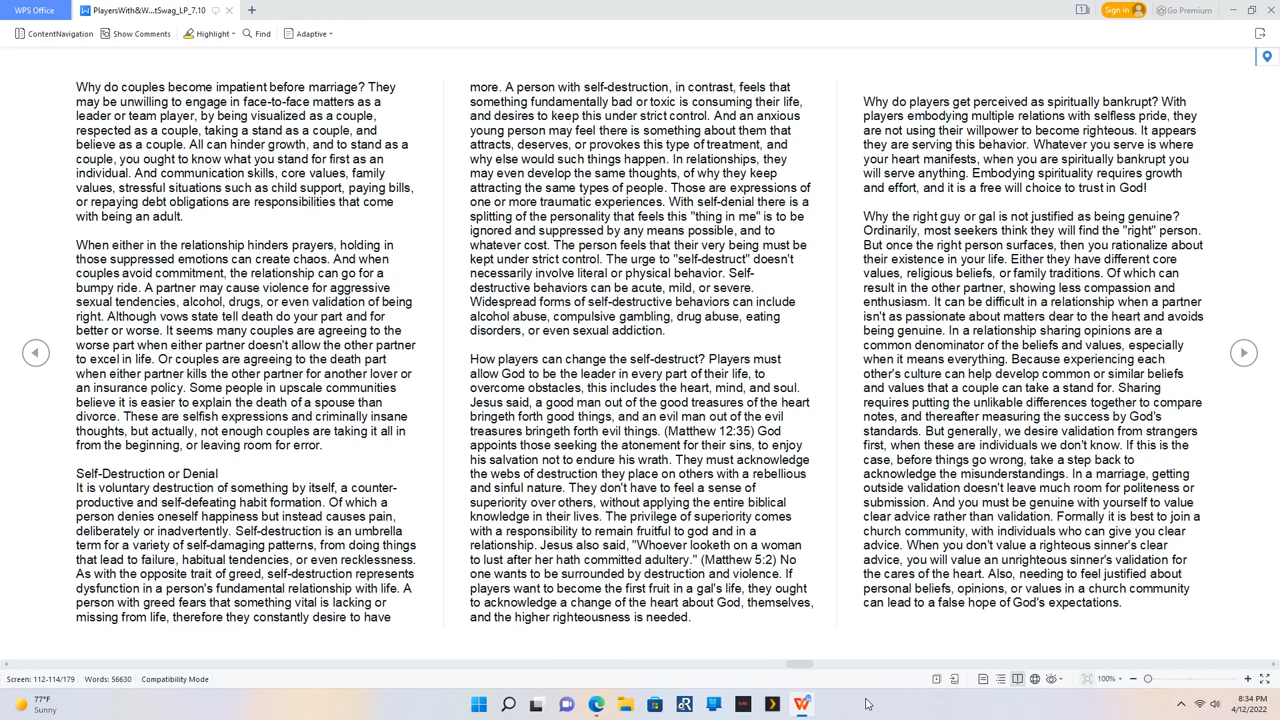 WPS Office
PlayersWith&W...tSwag_LP_7.10
Sign in
Go Premium
ContentNavigation
Show Comments
Highlight
Find
Adaptive
Why do couples become impatient before marriage? They
may be unwilling to engage in face-to-face matters as a
leader or team player, by being visualized as a couple,
respected as a couple, taking a stand as a couple, and
believe as a couple. All can hinder growth, and to stand as a
couple, you ought to know what you stand for first as an
individual. And communication skills, core values, family
values, stressful situations such as child support, paying bills,
or repaying debt obligations are responsibilities that come
with being an adult.
When either in the relationship hinders prayers, holding in
those suppressed emotions can create chaos. And when
couples avoid commitment, the relationship can go for a
bumpy ride. A partner may cause violence for aggressive
sexual tendencies, alcohol, drugs, or even validation of being
right. Although vows state tell death do your part and for
better or worse. It seems many couples are agreeing to the
worse part when either partner doesn't allow the other partner
to excel in life. Or couples are agreeing to the death part
when either partner kills the other partner for another lover or
an insurance policy. Some people in upscale communities
believe it is easier to explain the death of a spouse than
divorce. These are selfish expressions and criminally insane
thoughts, but actually, not enough couples are taking it all in
from the beginning, or leaving room for error.
Self-Destruction or Denial
It is voluntary destruction of something by itself, a counter-
productive and self-defeating habit formation. Of which a
person denies oneself happiness but instead causes pain,
deliberately or inadvertently. Self-destruction is an umbrella
term for a variety of self-damaging patterns, from doing things
that lead to failure, habitual tendencies, or even recklessness.
As with the opposite trait of greed, self-destruction represents
dysfunction in a person's fundamental relationship with life. A
person with greed fears that something vital is lacking or
missing from life, therefore they constantly desire to have
more. A person with self-destruction, in contrast, feels that
something fundamentally bad or toxic is consuming their life,
and desires to keep this under strict control. And an anxious
young person may feel there is something about them that
attracts, deserves, or provokes this type of treatment, and
why else would such things happen. In relationships, they
may even develop the same thoughts, of why they keep
attracting the same types of people. Those are expressions of
one or more traumatic experiences. With self-denial there is a
splitting of the personality that feels this "thing in me" is to be
ignored and suppressed by any means possible, and to
whatever cost. The person feels that their very being must be
kept under strict control. The urge to "self-destruct" doesn't
necessarily involve literal or physical behavior. Self-
destructive behaviors can be acute, mild, or severe.
Widespread forms of self-destructive behaviors can include
alcohol abuse, compulsive gambling, drug abuse, eating
disorders, or even sexual addiction.
How players can change the self-destruct? Players must
allow God to be the leader in every part of their life, to
overcome obstacles, this includes the heart, mind, and soul.
Jesus said, a good man out of the good treasures of the heart
bringeth forth good things, and an evil man out of the evil
treasures bringeth forth evil things. (Matthew 12:35) God
appoints those seeking the atonement for their sins, to enjoy
his salvation not to endure his wrath. They must acknowledge
the webs of destruction they place on others with a rebellious
and sinful nature. They don't have to feel a sense of
superiority over others, without applying the entire biblical
knowledge in their lives. The privilege of superiority comes
with a responsibility to remain fruitful to god and in a
relationship. Jesus also said, "Whoever looketh on a woman
to lust after her hath committed adultery." (Matthew 5:2) No
one wants to be surrounded by destruction and violence. If
players want to become the first fruit in a gal's life, they ought
to acknowledge a change of the heart about God, themselves,
and the higher righteousness is needed.
Why do players get perceived as spiritually bankrupt? With
players embodying multiple relations with selfless pride, they
are not using their willpower to become righteous. It appears
they are serving this behavior. Whatever you serve is where
your heart manifests, when you are spiritually bankrupt you
will serve anything. Embodying spirituality requires growth
and effort, and it is a free will choice to trust in God!
Why the right guy or gal is not justified as being genuine?
Ordinarily, most seekers think they will find the "right" person.
But once the right person surfaces, then you rationalize about
their existence in your life. Either they have different core
values, religious beliefs, or family traditions. Of which can
result in the other partner, showing less compassion and
enthusiasm. It can be difficult in a relationship when a partner
isn't as passionate about matters dear to the heart and avoids
being genuine. In a relationship sharing opinions are a
common denominator of the beliefs and values, especially
when it means everything. Because experiencing each
other's culture can help develop common or similar beliefs
and values that a couple can take a stand for. Sharing
requires putting the unlikable differences together to compare
notes, and thereafter measuring the success by God's
standards. But generally, we desire validation from strangers
first, when these are individuals we don't know. If this is the
case, before things go wrong, take a step back to
acknowledge the misunderstandings. In a marriage, getting
outside validation doesn't leave much room for politeness or
submission. And you must be genuine with yourself to value
clear advice rather than validation. Formally it is best to join a
church community, with individuals who can give you clear
advice. When you don't value a righteous sinner's clear
advice, you will value an unrighteous sinner's validation for
the cares of the heart. Also, needing to feel justified about
personal beliefs, opinions, or values in a church community
can lead to a false hope of God's expectations.
Screen: 112-114/179
Words: 56630
Compatibility Mode
100%
77°F
Sunny
8:34 PM
4/12/2022